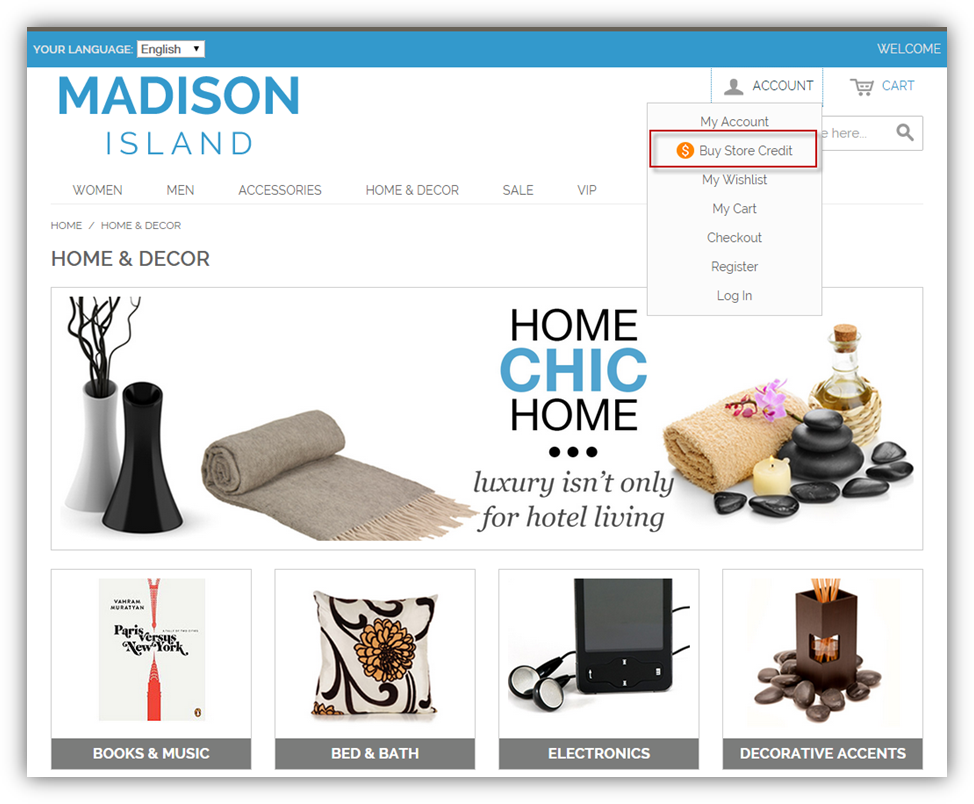 YOUR LANGUAGE: English
WELCOME
MADISON
ISLAND
ACCOUNT
CART
My Account
Buy Store Credit
My Wishlist
My Cart
Checkout
Register
Log In
here...
WOMEN MEN ACCESSORIES HOME & DECOR SALE VIP
HOME / HOME & DECOR
HOME & DECOR
HOME
CHIC
HOME
luxury isn't only
for hotel living
VAHRAM
MURATYAN
Paris
versus
New York
BOOKS & MUSIC
BED & BATH
ELECTRONICS
DECORATIVE ACCENTS